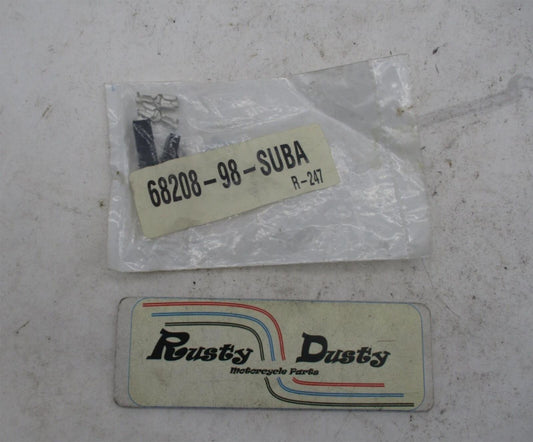 68208-98-SUBA
R-247
Rusty Dusty
Motorcycle Parts